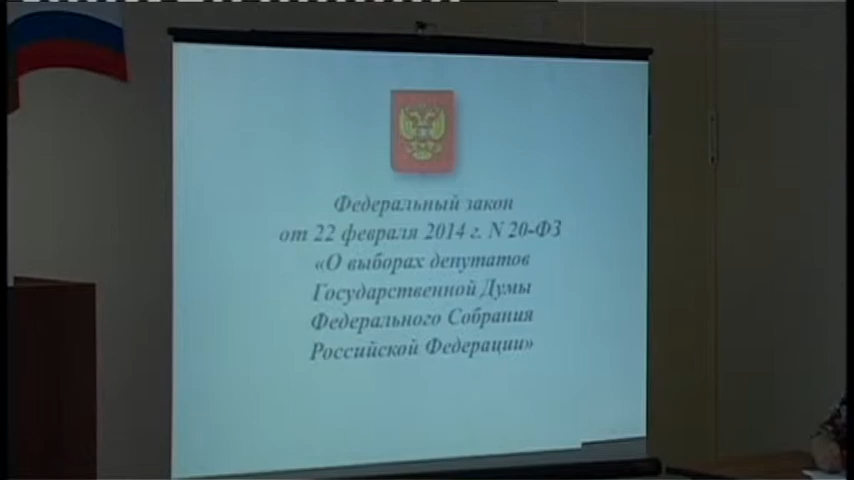 Федеральный закон
от 22 февраля 2014 г. N 20-ФЗ
«О выборах депутатов
Государственной Думы
Федерального Собрания
Российской Федерации»